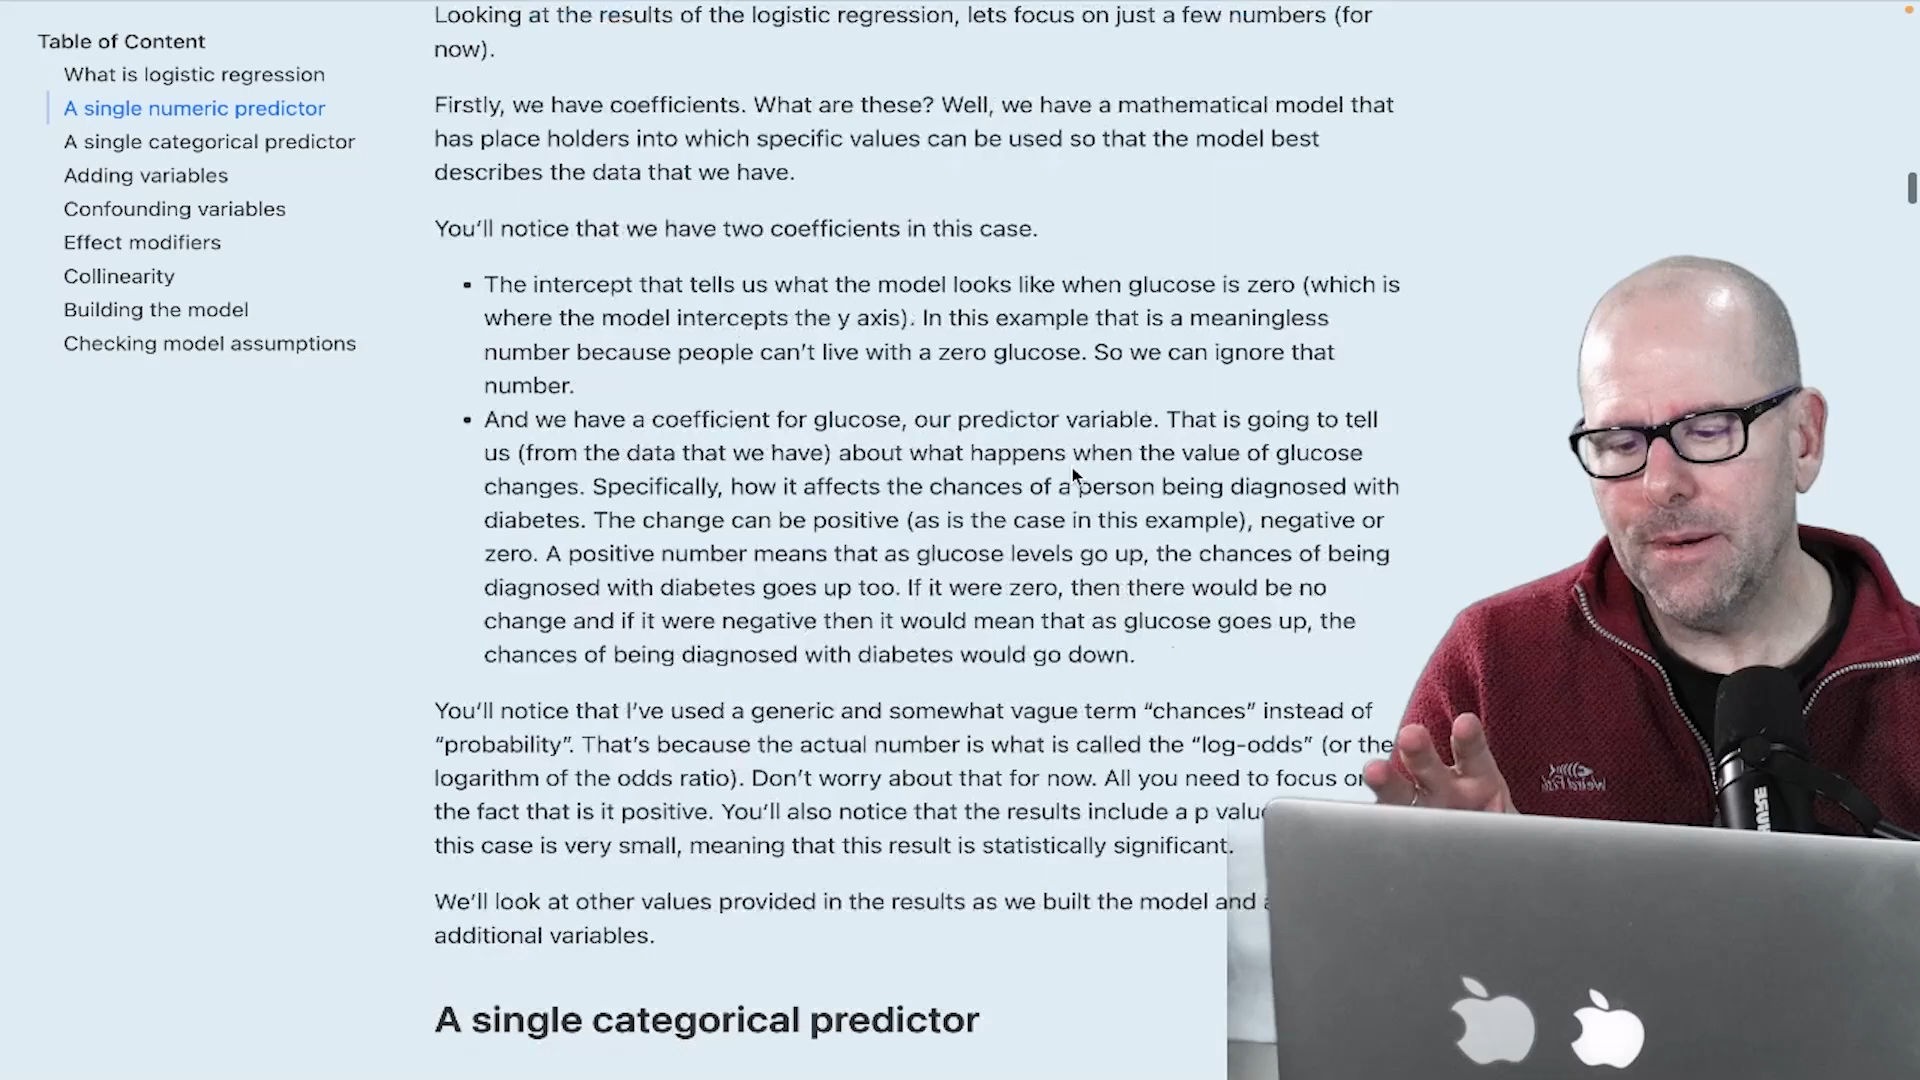 Table of Content
What is logistic regression
A single numeric predictor
A single categorical predictor
Adding variables
Confounding variables
Effect modifiers
Collinearity
Building the model
Checking model assumptions
Looking at the results of the logistic regression, lets focus on just a few numbers (for
now).
Firstly, we have coefficients. What are these? Well, we have a mathematical model that
has place holders into which specific values can be used so that the model best
describes the data that we have.
You’ll notice that we have two coefficients in this case.
▪ The intercept that tells us what the model looks like when glucose is zero (which is
where the model intercepts the y axis). In this example that is a meaningless
number because people can’t live with a zero glucose. So we can ignore that
number.
▪ And we have a coefficient for glucose, our predictor variable. That is going to tell
us (from the data that we have) about what happens when the value of glucose
changes. Specifically, how it affects the chances of a person being diagnosed with
diabetes. The change can be positive (as is the case in this example), negative or
zero. A positive number means that as glucose levels go up, the chances of being
diagnosed with diabetes goes up too. If it were zero, then there would be no
change and if it were negative then it would mean that as glucose goes up, the
chances of being diagnosed with diabetes would go down.
You’ll notice that I’ve used a generic and somewhat vague term “chances” instead of
“probability”. That’s because the actual number is what is called the “log-odds” (or the
logarithm of the odds ratio). Don’t worry about that for now. All you need to focus
the fact that is it positive. You’ll also notice that the results include a p
this case is very small, meaning that this result is statistically significant.
We’ll look at other values provided in the results as we built the model and
additional variables.
A single categorical predictor